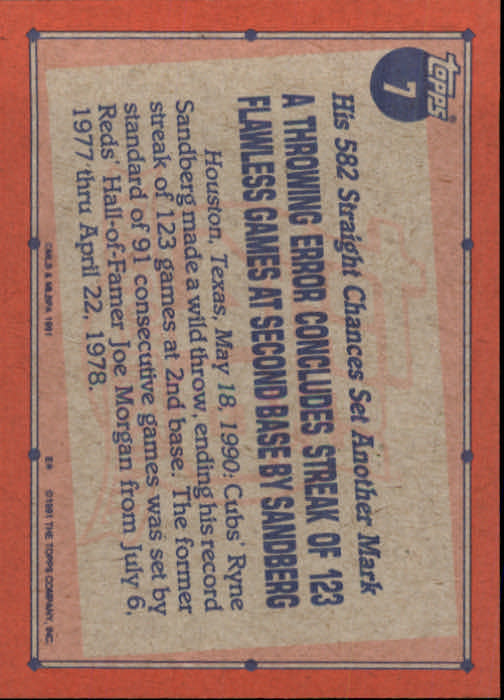 topps
7
His 582 Straight Chances Set Another Mark
A THROWING ERROR CONCLUDES STREAK OF 123
FLAWLESS GAMES AT SECOND BASE BY SANDBERG
Houston, Texas, May 18, 1990: Cubs' Ryne
Sandberg made a wild throw, ending his record
streak of 123 games at 2nd base. The former
standard of 91 consecutive games was set by
Reds' Hall-of-Famer Joe Morgan from July 6,
1977 thru April 22, 1978.
©MLB & MLBPA 1991
©1991 THE TOPPS COMPANY, INC.